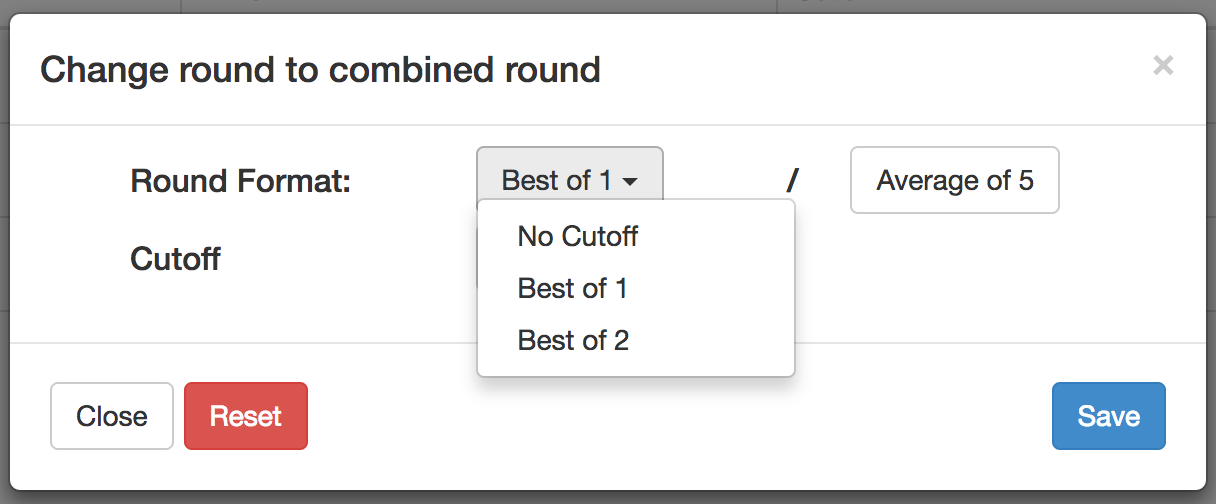 Change round to combined round ×
Round Format: Best of 1 / Average of 5
No Cutoff
Cutoff
Best of 1
Best of 2
Close Reset Save